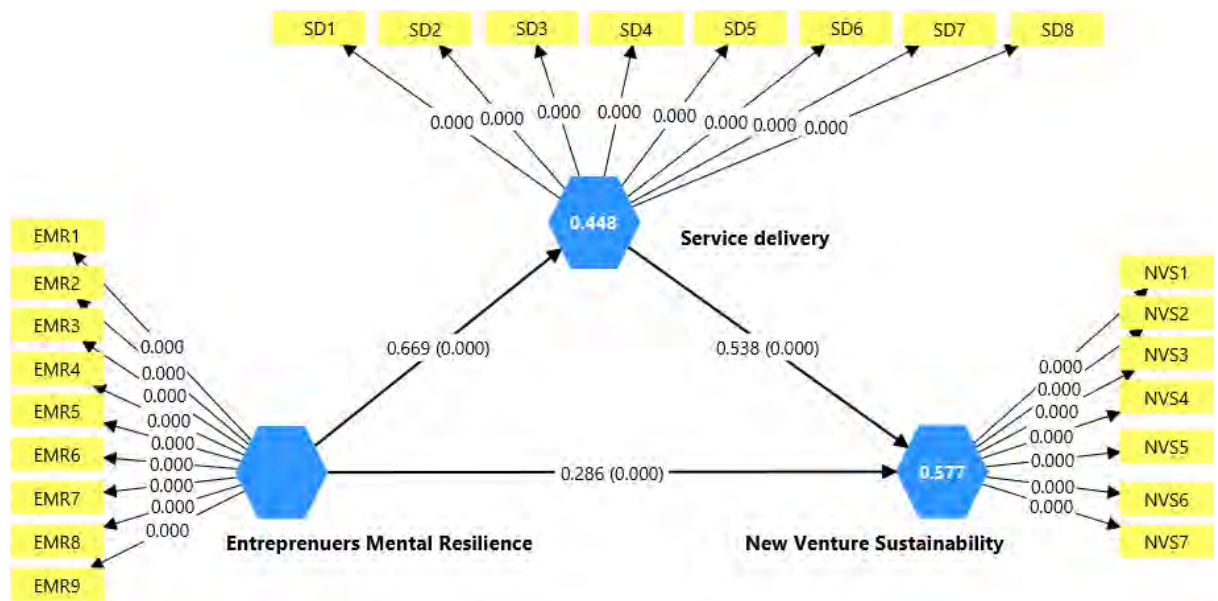 SD1
SD2
SD3
SD4
SD5
SD6
SD7
SD8
0.000
0.000
0.000
0.000
0.000
0.000
0.000
0.000
0.448
Service delivery
EMR1
EMR2
EMR3
EMR4
EMR5
EMR6
EMR7
EMR8
EMR9
0.000
0.000
0.000
0.000
0.000
0.000
0.000
0.000
0.000
0.669 (0.000)
0.538 (0.000)
0.286 (0.000)
Entreprenuers Mental Resilience
0.577
New Venture Sustainability
0.000
0.000
0.000
0.000
0.000
0.000
0.000
NVS1
NVS2
NVS3
NVS4
NVS5
NVS6
NVS7